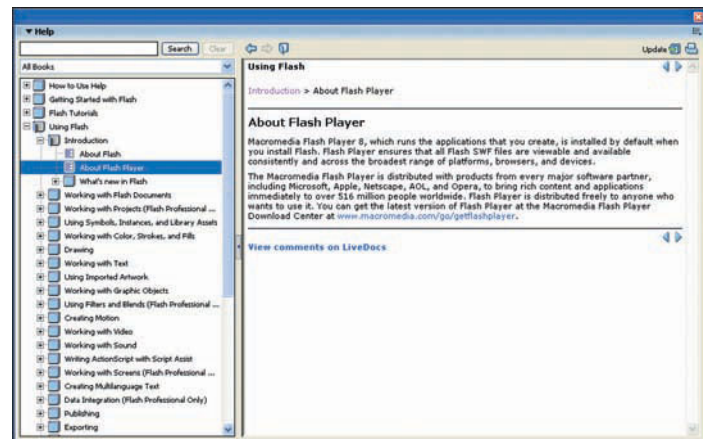 Help
Search
Clear
Update
All Books
How to Use Help
Getting Started with Flash
Flash Tutorials
Using Flash
Introduction
About Flash
About Flash Player
What's new in Flash
Working with Flash Documents
Working with Projects (Flash Professional ...
Using Symbols, Instances, and Library Assets
Working with Color, Strokes, and Fills
Drawing
Working with Text
Using Imported Artwork
Working with Graphic Objects
Using Filters and Blends (Flash Professional ...
Creating Motion
Working with Video
Working with Sound
Writing ActionScript with Script Assist
Working with Screens (Flash Professional ...
Creating Multilanguage Text
Data Integration (Flash Professional Only)
Publishing
Exporting
Using Flash
Introduction > About Flash Player
About Flash Player
Macromedia Flash Player 8, which runs the applications that you create, is installed by default when
you install Flash. Flash Player ensures that all Flash SWF files are viewable and available
consistently and across the broadest range of platforms, browsers, and devices.
The Macromedia Flash Player is distributed with products from every major software partner,
including Microsoft, Apple, Netscape, AOL, and Opera, to bring rich content and applications
immediately to over 516 million people worldwide. Flash Player is distributed freely to anyone who
wants to use it. You can get the latest version of Flash Player at the Macromedia Flash Player
Download Center at www.macromedia.com/go/getflashplayer.
View comments on LiveDocs